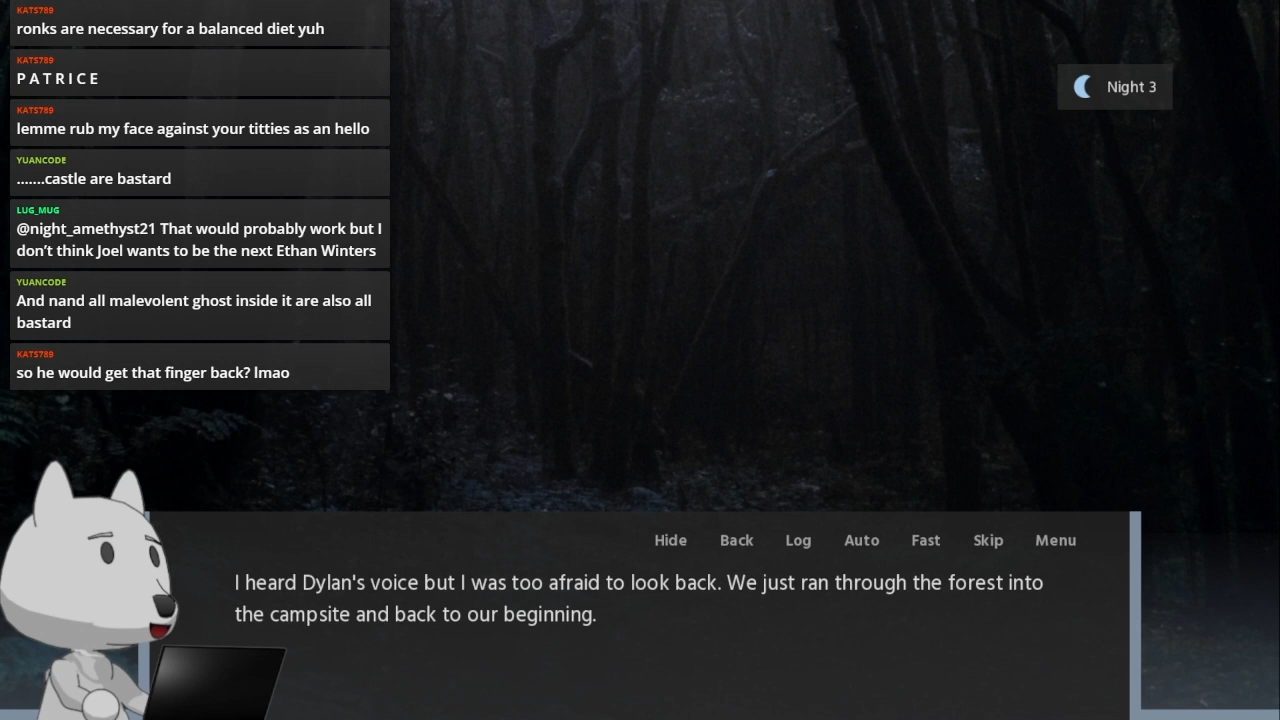 KATS789
ronks are necessary for a balanced diet yuh
KATS789
P A T R I C E
KATS789
lemme rub my face against your titties as an hello
YUANCODE
.......castle are bastard
LUG_MUG
@night_amethyst21 That would probably work but I
don't think Joel wants to be the next Ethan Winters
YUANCODE
And nand all malevolent ghost inside it are also all
bastard
KATS789
so he would get that finger back? lmao
Night 3
Hide Back Log Auto Fast Skip Menu
I heard Dylan's voice but I was too afraid to look back. We just ran through the forest into
the campsite and back to our beginning.